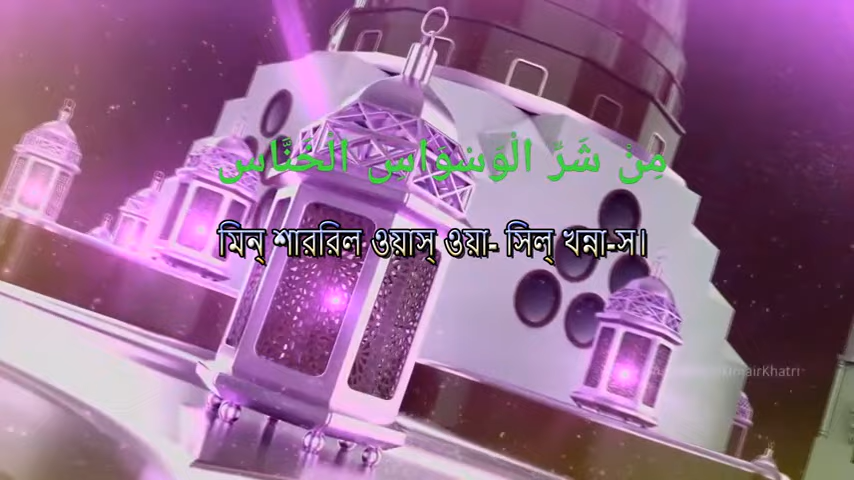 مِنْ شَرِّ الْوَسْوَاسِ الْخَنَّاسِ
মিন্ শাররিল ওয়াস্ ওয়া- সিল্ খন্না-স।